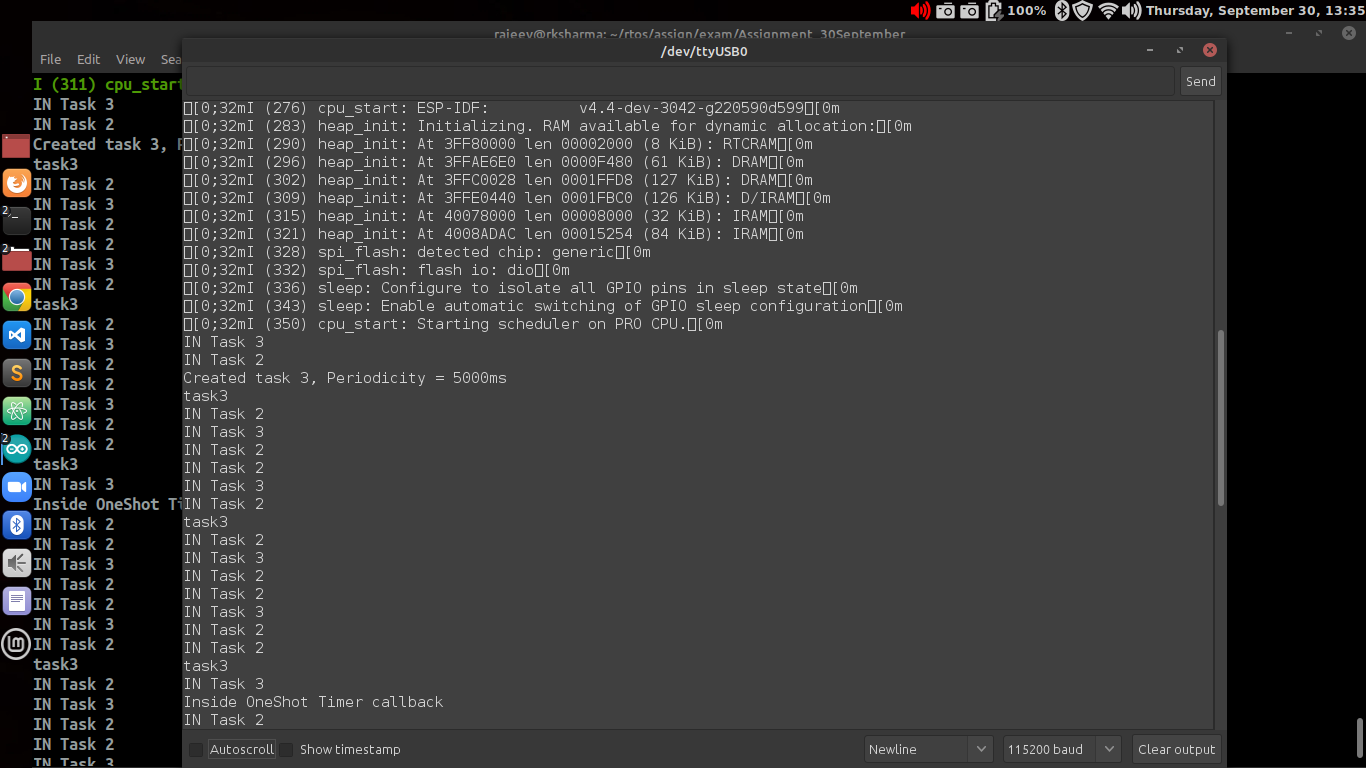 100%
Thursday, September 30, 13:35
rajeev@rksharma: ~/rtos/assign/exam/Assignment_30September
File Edit View Sea
I (311) cpu_start
IN Task 3
IN Task 2
Created task 3,
task3
IN Task 2
IN Task 3
IN Task 2
IN Task 2
IN Task 3
IN Task 2
task3
IN Task 2
IN Task 3
IN Task 2
IN Task 2
IN Task 3
IN Task 2
IN Task 2
task3
IN Task 3
Inside OneShot Ti
IN Task 2
IN Task 2
IN Task 3
IN Task 2
IN Task 2
IN Task 3
IN Task 2
task3
IN Task 2
IN Task 3
IN Task 2
IN Task 2
IN Task 3
/dev/ttyUSB0
Send
□[0;32mI (276) cpu_start: ESP-IDF:          v4.4-dev-3042-g220590d599□[0m
□[0;32mI (283) heap_init: Initializing. RAM available for dynamic allocation:□[0m
□[0;32mI (290) heap_init: At 3FF80000 len 00002000 (8 KiB): RTCRAM□[0m
□[0;32mI (296) heap_init: At 3FFAE6E0 len 0000F480 (61 KiB): DRAM□[0m
□[0;32mI (302) heap_init: At 3FFC0028 len 0001FFD8 (127 KiB): DRAM□[0m
□[0;32mI (309) heap_init: At 3FFE0440 len 0001FBC0 (126 KiB): D/IRAM□[0m
□[0;32mI (315) heap_init: At 40078000 len 00008000 (32 KiB): IRAM□[0m
□[0;32mI (321) heap_init: At 4008ADAC len 00015254 (84 KiB): IRAM□[0m
□[0;32mI (328) spi_flash: detected chip: generic□[0m
□[0;32mI (332) spi_flash: flash io: dio□[0m
□[0;32mI (336) sleep: Configure to isolate all GPIO pins in sleep state□[0m
□[0;32mI (343) sleep: Enable automatic switching of GPIO sleep configuration□[0m
□[0;32mI (350) cpu_start: Starting scheduler on PRO CPU.□[0m
IN Task 3
IN Task 2
Created task 3, Periodicity = 5000ms
task3
IN Task 2
IN Task 3
IN Task 2
IN Task 2
IN Task 3
IN Task 2
task3
IN Task 2
IN Task 3
IN Task 2
IN Task 2
IN Task 3
IN Task 2
IN Task 2
task3
IN Task 3
Inside OneShot Timer callback
IN Task 2
Autoscroll Show timestamp Newline 115200 baud Clear output